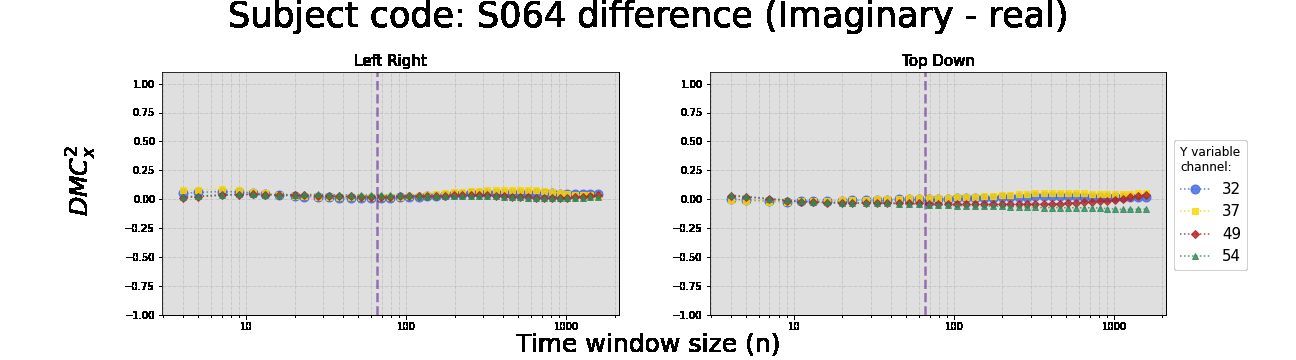 Subject code: S064 difference (Imaginary - real)
Left Right
Top Down
1.00
0.75
0.50
0.25
0.00
−0.25
−0.50
−0.75
−1.00
1.00
0.75
0.50
0.25
0.00
−0.25
−0.50
−0.75
−1.00
DMC²ₓ
10 100 1000
10 100 1000
Time window size (n)
Y variable
channel:
32
37
49
54